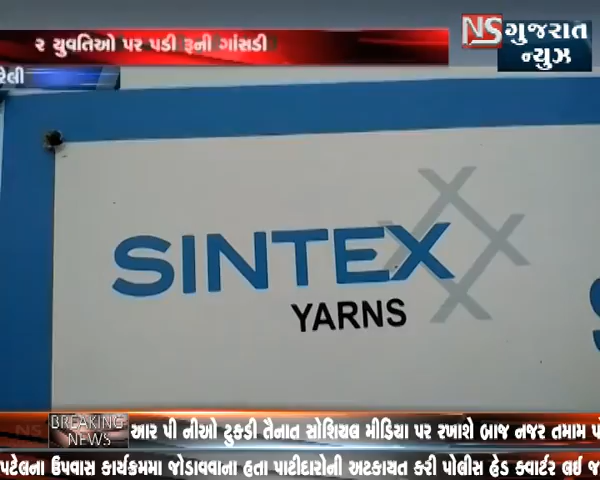 ૨ યુવતિઓ પર પડી રૂની ગાંસડી
NS ગુજરાત
ન્યુઝ
રેલી
SINTEX
YARNS
BREAKING
NEWS
આર પી નીઓ ટુકડી તૈનાત સોશિયલ મીડિયા પર રખાશે બાજ નજર તમામ
પટેલના ઉપવાસ કાર્યક્રમમા જોડાવવાના હતા પાટીદારોની અટકાયત કરી પોલીસ હેડ ક્વાર્ટર લઈ